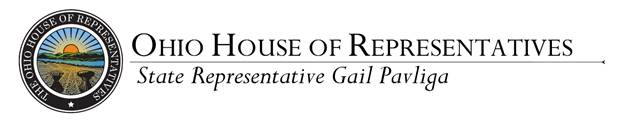 THE OHIO HOUSE OF REPRESENTATIVES
OHIO HOUSE OF REPRESENTATIVES
State Representative Gail Pavliga